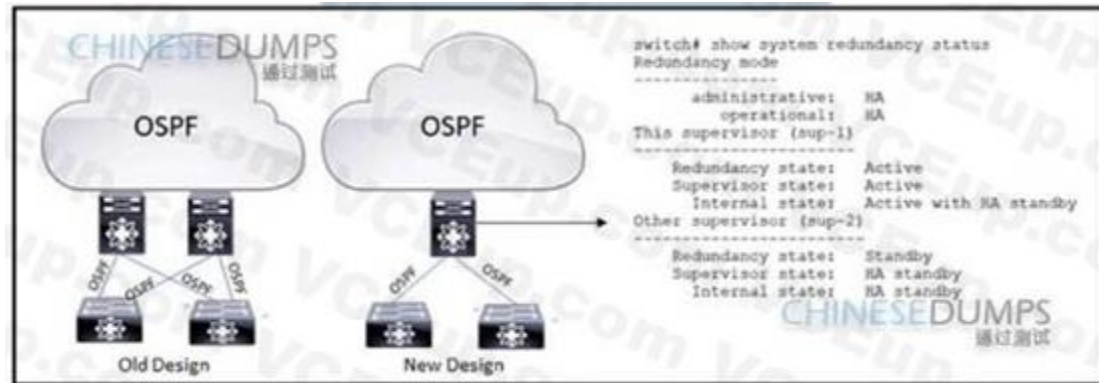 CHINESEDUMPS
通过测试
OSPF
OSPF
OSPF
OSPF
OSPF
OSPF
Old Design
OSPF
OSPF
OSPF
New Design
switch# show system redundancy status
Redundancy mode
---------------
administrative: HA
operational: HA
This supervisor (sup-1)
-----------------------
Redundancy state: Active
Supervisor state: Active
Internal state: Active with HA standby
Other supervisor (sup-2)
------------------------
Redundancy state: Standby
Supervisor state: HA standby
Internal state: HA standby
CHINESEDUMPS
通过测试
VCEup.com